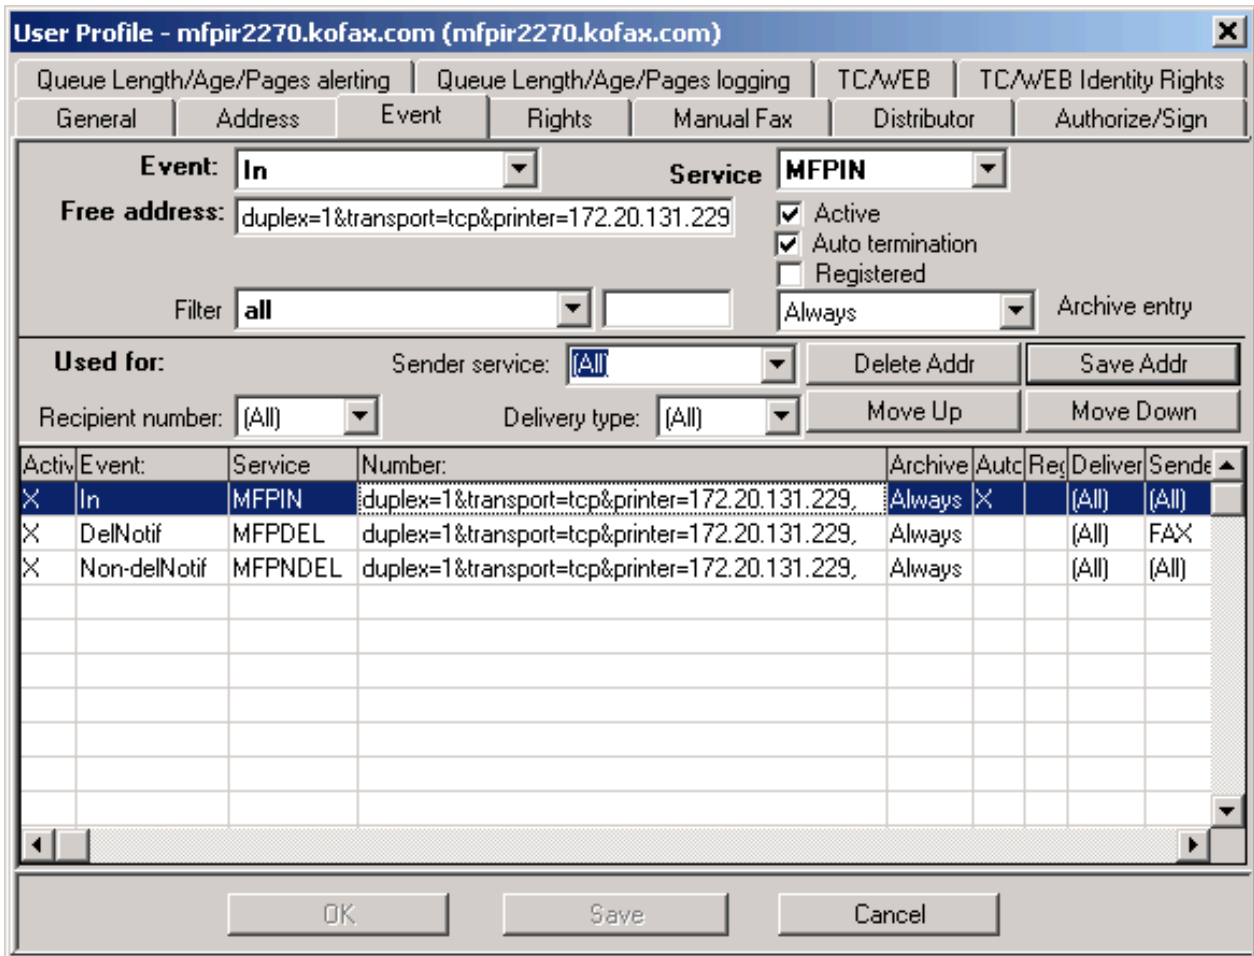 User Profile - mfpir2270.kofax.com (mfpir2270.kofax.com)
Queue Length/Age/Pages alerting Queue Length/Age/Pages logging TC/WEB TC/WEB Identity Rights
General Address Event Rights Manual Fax Distributor Authorize/Sign
Event: In Service MFPIN
Free address: duplex=1&transport=tcp&printer=172.20.131.229 Active
Auto termination
Registered
Filter all Always Archive entry
Used for: Sender service: (All) Delete Addr Save Addr
Recipient number: (All) Delivery type: (All) Move Up Move Down
Activ Event: Service Number: Archive Autc Reg Deliver Sende
X In MFPIN duplex=1&transport=tcp&printer=172.20.131.229, Always X (All) (All)
X DelNotif MFPDEL duplex=1&transport=tcp&printer=172.20.131.229, Always (All) FAX
X Non-delNotif MFPNDEL duplex=1&transport=tcp&printer=172.20.131.229, Always (All) (All)
OK Save Cancel